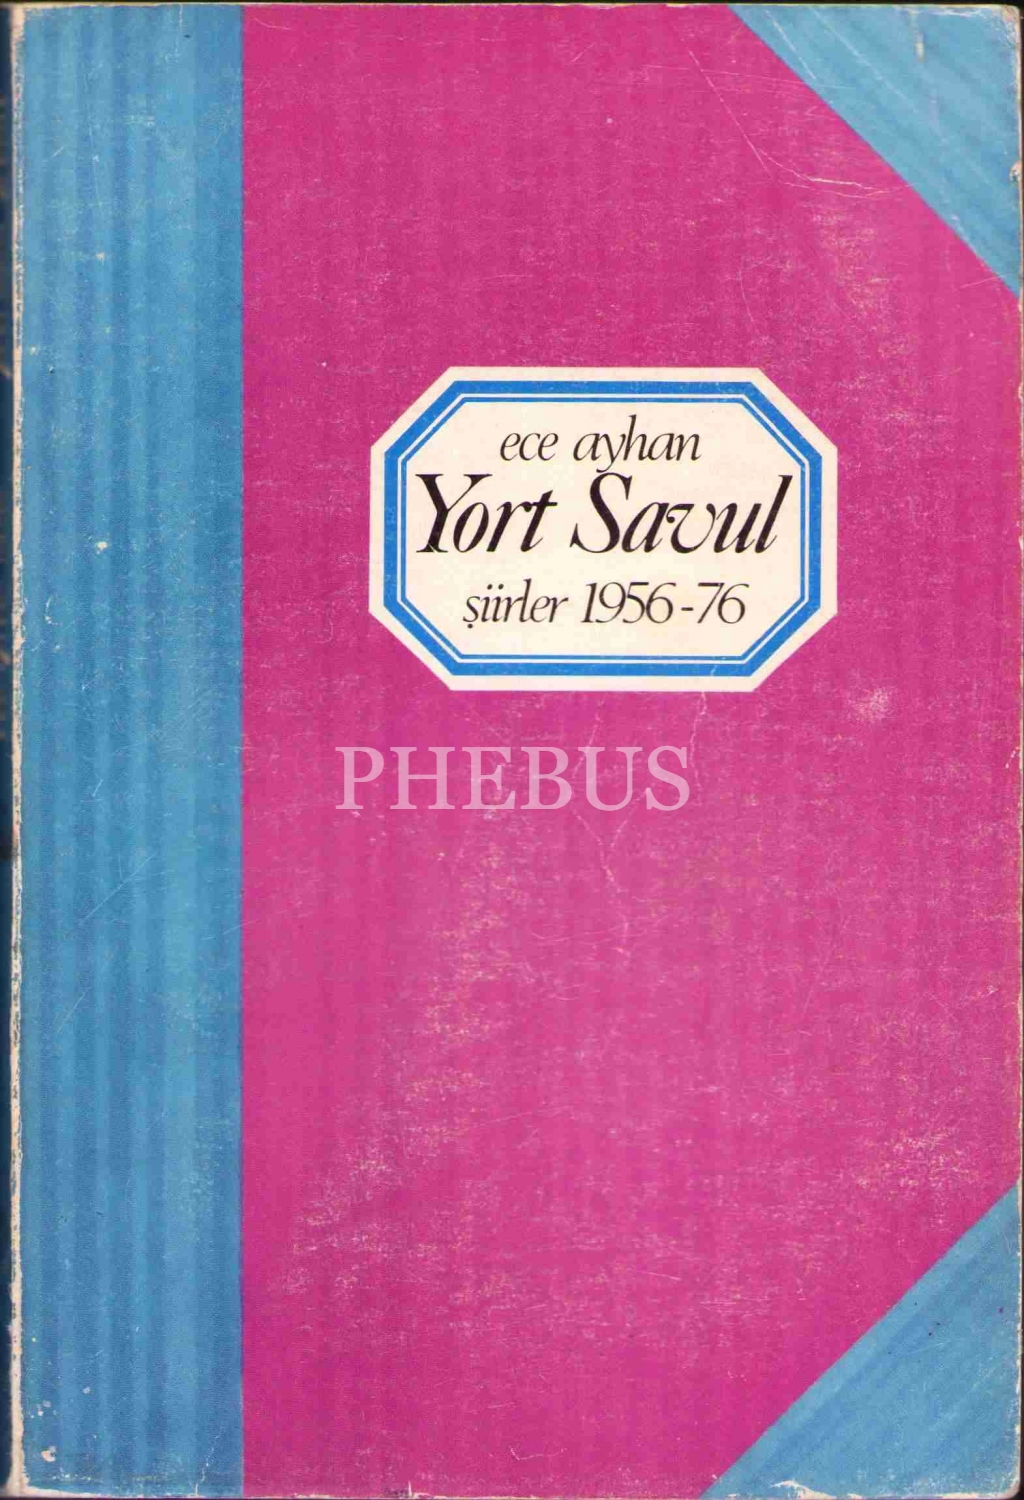 ece ayhan
Yort Savul
şiirler 1956-76
PHEBUS